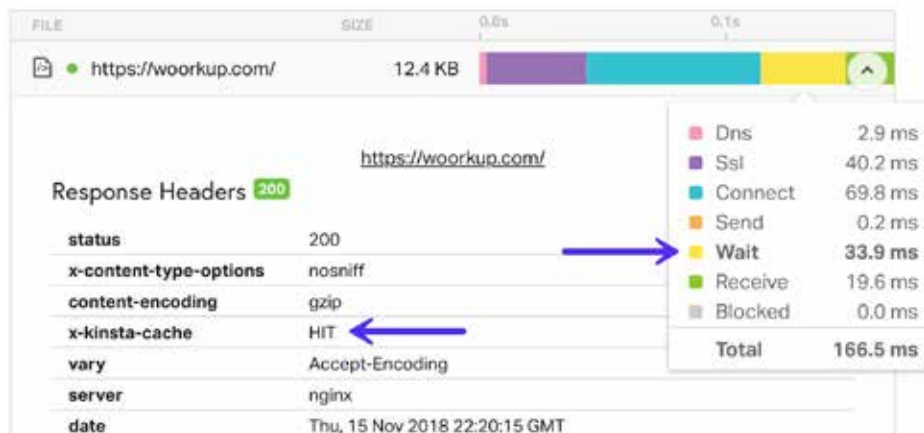 FILE SIZE 0.0s 0.1s
https://woorkup.com/ 12.4 KB
https://woorkup.com/
Response Headers 200
status 200
x-content-type-options nosniff
content-encoding gzip
x-kinsta-cache HIT
vary Accept-Encoding
server nginx
date Thu, 15 Nov 2018 22:20:15 GMT
Dns 2.9 ms
Ssl 40.2 ms
Connect 69.8 ms
Send 0.2 ms
Wait 33.9 ms
Receive 19.6 ms
Blocked 0.0 ms
Total 166.5 ms